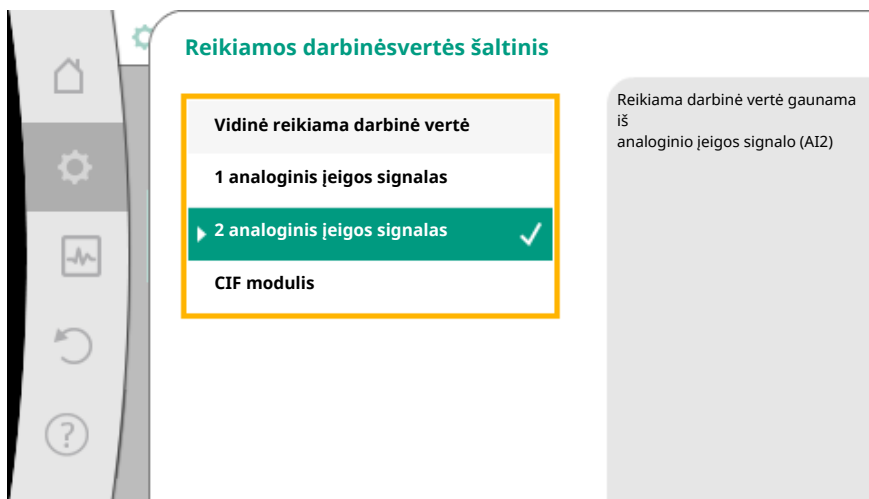 Reikiamos darbinėsvertės šaltinis
Vidinė reikiama darbinė vertė
1 analoginis įeigos signalas
2 analoginis įeigos signalas
CIF modulis
Reikiama darbinė vertė gaunama
iš
analoginio įeigos signalo (AI2)